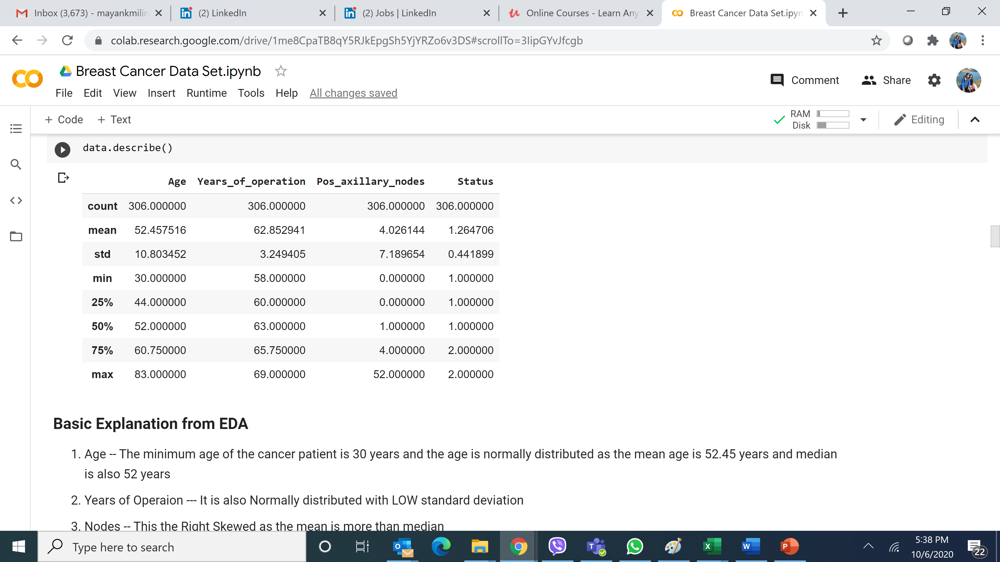 Inbox (3,673) - mayankmilin
(2) LinkedIn
(2) Jobs | LinkedIn
Online Courses - Learn Any
Breast Cancer Data Set.ipyn
colab.research.google.com/drive/1me8CpaTB8qY5RJkEpgSh5YjYRZo6v3DS#scrollTo=3IipGYvJfcgb
Breast Cancer Data Set.ipynb
Comment Share
File Edit View Insert Runtime Tools Help All changes saved
+ Code + Text
RAM
Disk
Editing
data.describe()
Age Years_of_operation Pos_axillary_nodes Status
count 306.000000 306.000000 306.000000 306.000000
mean 52.457516 62.852941 4.026144 1.264706
std 10.803452 3.249405 7.189654 0.441899
min 30.000000 58.000000 0.000000 1.000000
25% 44.000000 60.000000 0.000000 1.000000
50% 52.000000 63.000000 1.000000 1.000000
75% 60.750000 65.750000 4.000000 2.000000
max 83.000000 69.000000 52.000000 2.000000
Basic Explanation from EDA
1. Age -- The minimum age of the cancer patient is 30 years and the age is normally distributed as the mean age is 52.45 years and median
is also 52 years
2. Years of Operaion --- It is also Normally distributed with LOW standard deviation
3. Nodes -- This the Right Skewed as the mean is more than median
Type here to search
5:38 PM
10/6/2020
22